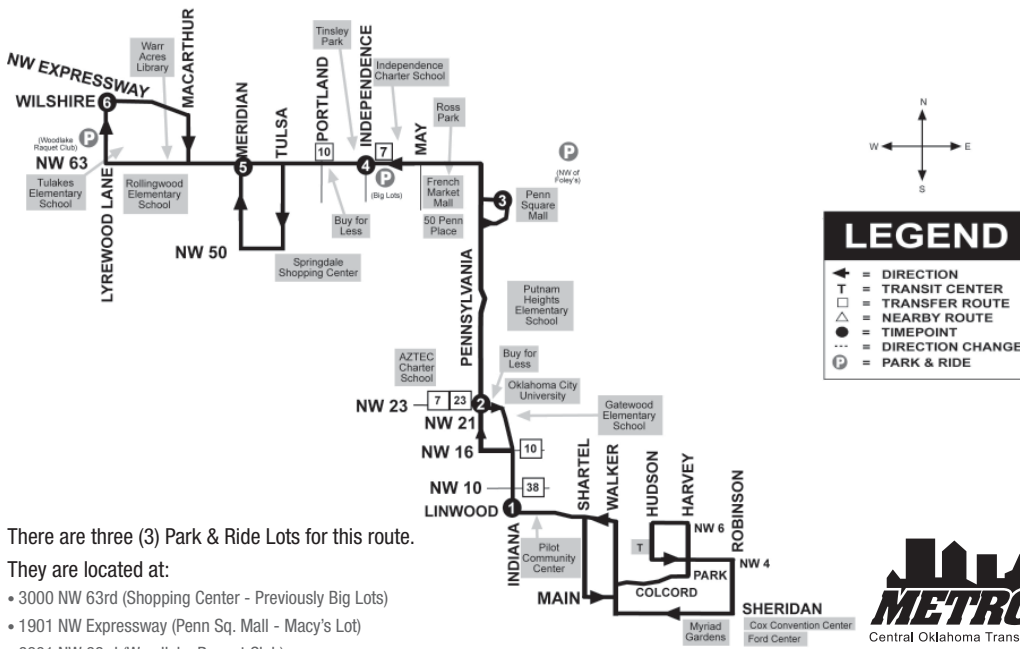 NW EXPRESSWAY
WILSHIRE
6
(Woodlake
Raquet Club)
P
NW 63
Tulakes
Elementary
School
LYREWOOD LANE
Warr
Acres
Library
MACARTHUR
Rollingwood
Elementary
School
MERIDIAN
5
TULSA
NW 50
Springdale
Shopping Center
PORTLAND
10
Buy for
Less
Tinsley
Park
INDEPENDENCE
4
Independence
Charter School
7
P
(Big Lots)
MAY
Ross
Park
French
Market
Mall
50 Penn
Place
3
Penn
Square
Mall
P
(NW of
Foley's)
PENNSYLVANIA
Putnam
Heights
Elementary
School
AZTEC
Charter
School
Buy for
Less
NW 23
7
23
2
Oklahoma City
University
NW 21
Gatewood
Elementary
School
NW 16
10
NW 10
38
LINWOOD
1
INDIANA
Pilot
Community
Center
SHARTEL
WALKER
HUDSON
HARVEY
ROBINSON
NW 6
T
NW 4
PARK
COLCORD
MAIN
SHERIDAN
Myriad
Gardens
Cox Convention Center
Ford Center
N
W
E
S
LEGEND
= DIRECTION
T = TRANSIT CENTER
= TRANSFER ROUTE
= NEARBY ROUTE
= TIMEPOINT
--- = DIRECTION CHANGE
P = PARK & RIDE
There are three (3) Park & Ride Lots for this route.
They are located at:
• 3000 NW 63rd (Shopping Center - Previously Big Lots)
• 1901 NW Expressway (Penn Sq. Mall - Macy's Lot)
METRO
Central Oklahoma Trans